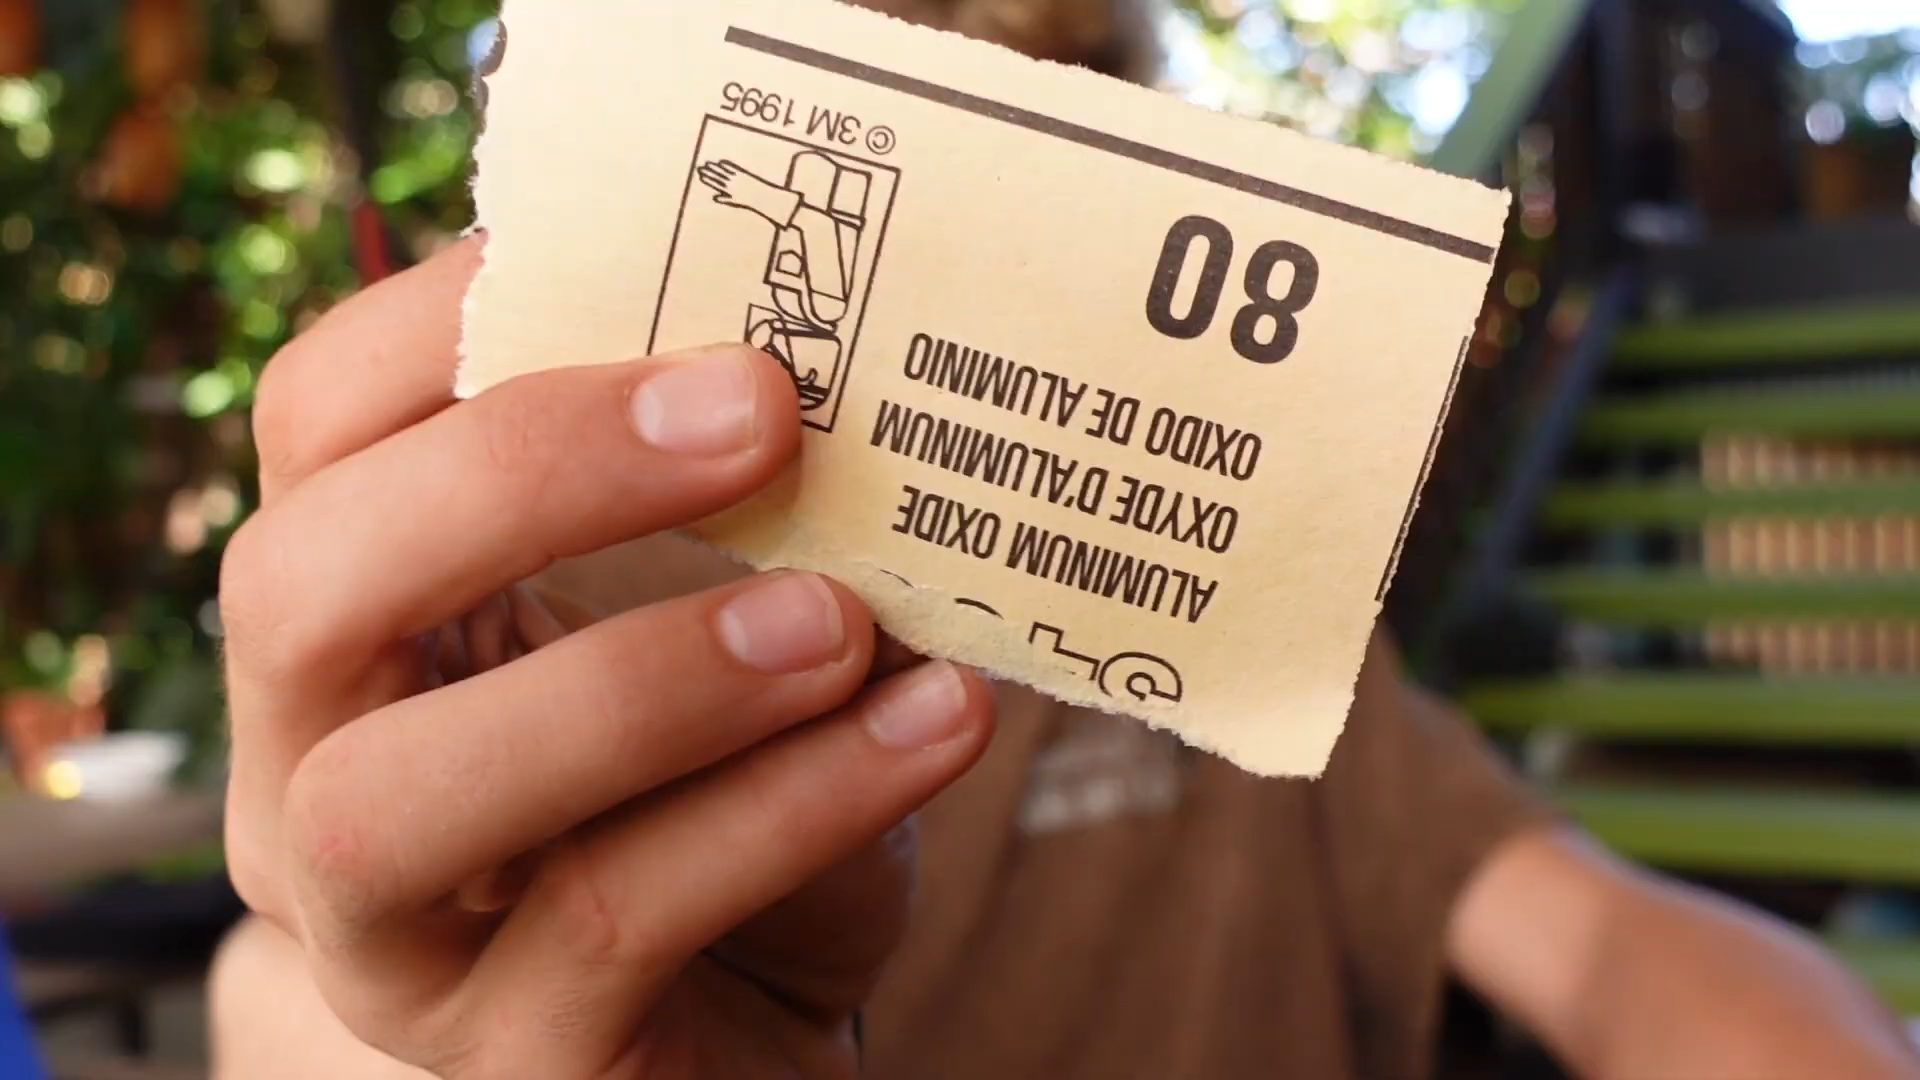 ALUMINUM OXIDE
OXYDE D'ALUMINUM
OXIDO DE ALUMINIO
80
© 3M 1995